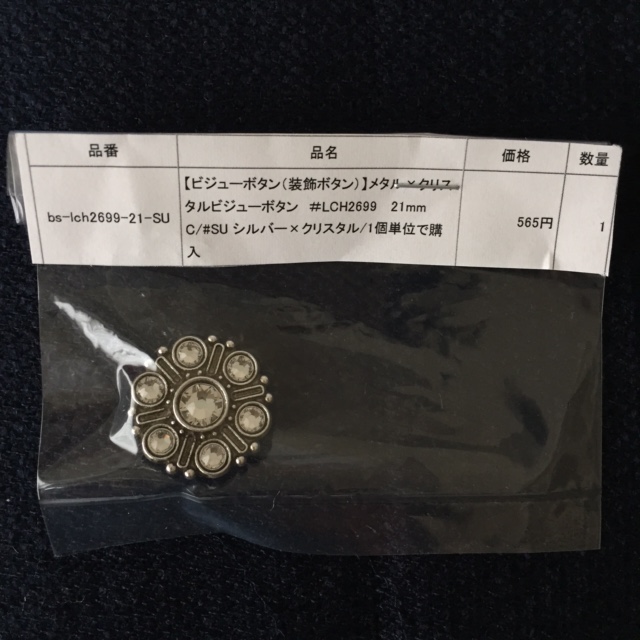 品番 品名 価格 数量
【ビジューボタン(装飾ボタン)】メタル×クリス
bs-lch2699-21-SU タルビジューボタン #LCH2699 21mm 565円 1
C/#SU シルバー×クリスタル/1個単位で購
入